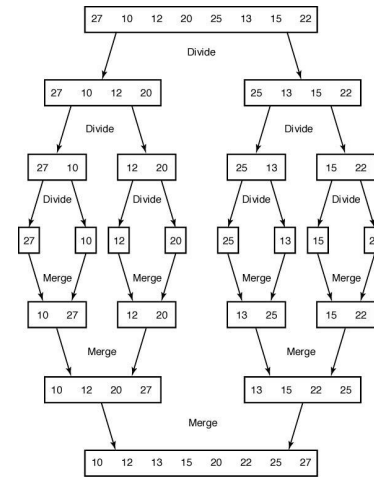 27 10 12 20 25 13 15 22
Divide
27 10 12 20 25 13 15 22
Divide Divide
27 10 12 20 25 13 15 22
Divide Divide Divide Divide
27 10 12 20 25 13 15 2
Merge Merge Merge Merge
10 27 12 20 13 25 15 22
Merge Merge
10 12 20 27 13 15 22 25
Merge
10 12 13 15 20 22 25 27